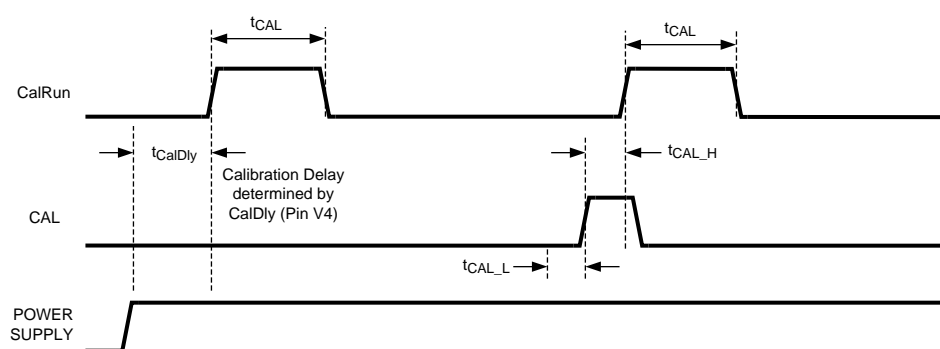 tCAL
tCAL
CalRun
tCalDly
tCAL_H
Calibration Delay
determined by
CalDly (Pin V4)
CAL
tCAL_L
POWER
SUPPLY